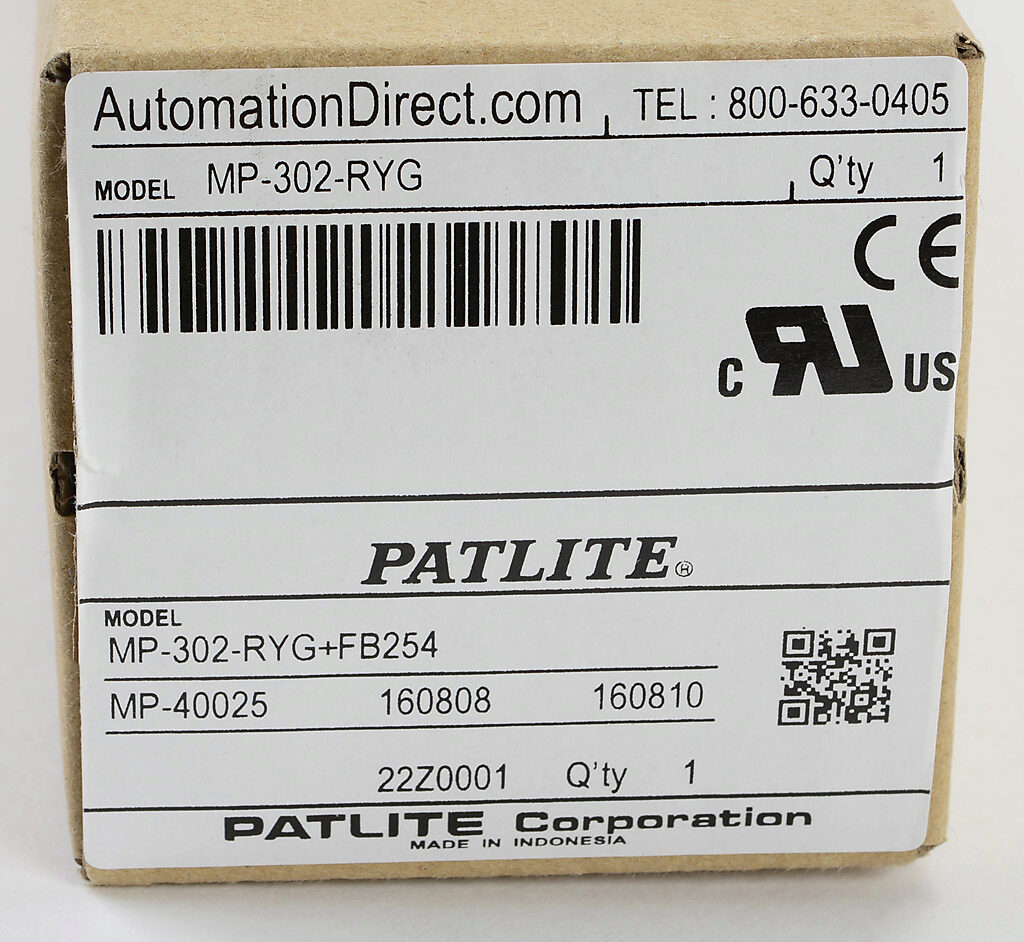 AutomationDirect.com TEL : 800-633-0405
MODEL MP-302-RYG Q'ty 1
CE
C RU US
PATLITE®
MODEL
MP-302-RYG+FB254
MP-40025 160808 160810
22Z0001 Q'ty 1
PATLITE Corporation
MADE IN INDONESIA